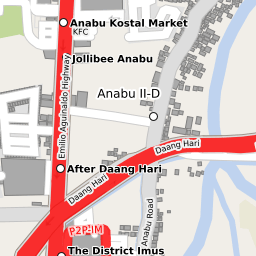 Anabu Kostal Market
KFC
Jollibee Anabu
Emilio Aguinaldo Highway
Anabu II-D
Daang Hari
After Daang Hari
Daang Hari
Anabu Road
P2P-IM
The District Imus